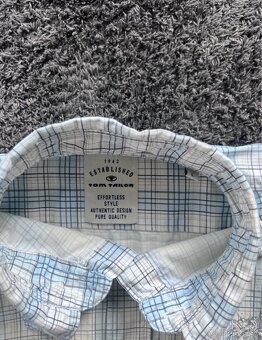 1962
ESTABLISHED
TOM TAILOR
EFFORTLESS
STYLE
AUTHENTIC DESIGN
PURE QUALITY